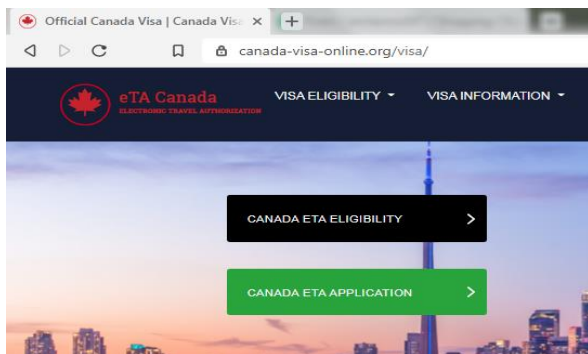 Official Canada Visa | Canada Vis
canada-visa-online.org/visa/
eTA Canada
ELECTRONIC TRAVEL AUTHORIZATION
VISA ELIGIBILITY
VISA INFORMATION
CANADA ETA ELIGIBILITY
CANADA ETA APPLICATION